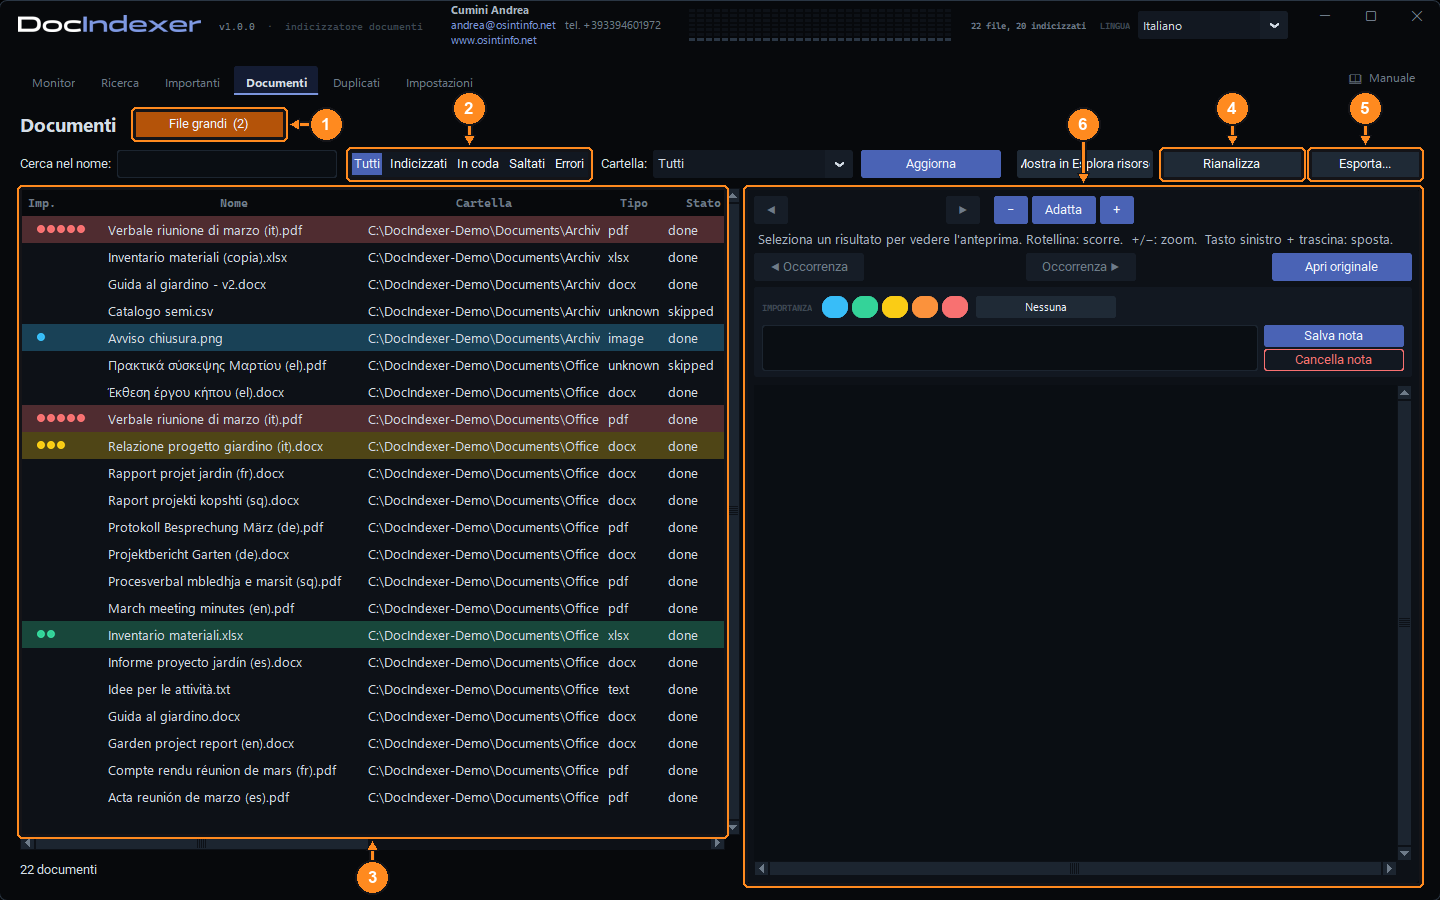 DocIndexer v1.0.0 · indicizzatore documenti
Cumini Andrea
andrea@osintinfo.net tel. +393394601972
www.osintinfo.net
22 file, 20 indicizzati LINGUA Italiano
Monitor Ricerca Importanti Documenti Duplicati Impostazioni Manuale
Documenti File grandi (2) 1 2 6 4 5
Cerca nel nome: Tutti Indicizzati In coda Saltati Errori Cartella: Tutti Aggiorna Mostra in Esplora risors Rianalizza Esporta...
Imp. Nome Cartella Tipo Stato
Verbale riunione di marzo (it).pdf C:\DocIndexer-Demo\Documents\Archiv pdf done
Inventario materiali (copia).xlsx C:\DocIndexer-Demo\Documents\Archiv xlsx done
Guida al giardino - v2.docx C:\DocIndexer-Demo\Documents\Archiv docx done
Catalogo semi.csv C:\DocIndexer-Demo\Documents\Archiv unknown skipped
Avviso chiusura.png C:\DocIndexer-Demo\Documents\Archiv image done
Πρακτικά σύσκεψης Μαρτίου (el).pdf C:\DocIndexer-Demo\Documents\Office unknown skipped
Έκθεση έργου κήπου (el).docx C:\DocIndexer-Demo\Documents\Office docx done
Verbale riunione di marzo (it).pdf C:\DocIndexer-Demo\Documents\Office pdf done
Relazione progetto giardino (it).docx C:\DocIndexer-Demo\Documents\Office docx done
Rapport projet jardin (fr).docx C:\DocIndexer-Demo\Documents\Office docx done
Raport projekti kopshti (sq).docx C:\DocIndexer-Demo\Documents\Office docx done
Protokoll Besprechung März (de).pdf C:\DocIndexer-Demo\Documents\Office pdf done
Projektbericht Garten (de).docx C:\DocIndexer-Demo\Documents\Office docx done
Procesverbal mbledhja e marsit (sq).pdf C:\DocIndexer-Demo\Documents\Office pdf done
March meeting minutes (en).pdf C:\DocIndexer-Demo\Documents\Office pdf done
Inventario materiali.xlsx C:\DocIndexer-Demo\Documents\Office xlsx done
Informe proyecto jardín (es).docx C:\DocIndexer-Demo\Documents\Office docx done
Idee per le attività.txt C:\DocIndexer-Demo\Documents\Office text done
Guida al giardino.docx C:\DocIndexer-Demo\Documents\Office docx done
Garden project report (en).docx C:\DocIndexer-Demo\Documents\Office docx done
Compte rendu réunion de mars (fr).pdf C:\DocIndexer-Demo\Documents\Office pdf done
Acta reunión de marzo (es).pdf C:\DocIndexer-Demo\Documents\Office pdf done
22 documenti
3
◀ ▶ − Adatta +
Seleziona un risultato per vedere l'anteprima. Rotellina: scorre. +/−: zoom. Tasto sinistro + trascina: sposta.
◀ Occorrenza Occorrenza ▶ Apri originale
IMPORTANZA Nessuna
Salva nota
Cancella nota